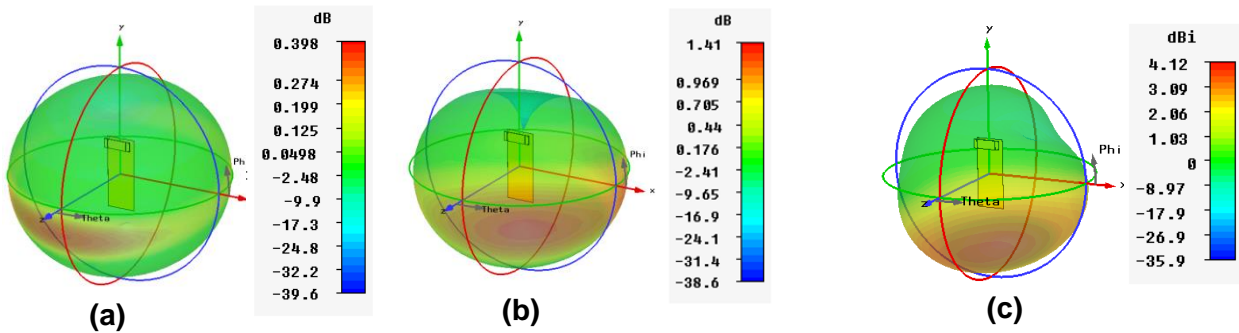 y
dB
0.398
0.274
0.199
0.125
0.0498
-2.48
-9.9
-17.3
-24.8
-32.2
-39.6
Phi
z
Theta
(a)
y
dB
1.41
0.969
0.705
0.44
0.176
-2.41
-9.65
-16.9
-24.1
-31.4
-38.6
Phi
x
z
Theta
(b)
y
dBi
4.12
3.09
2.06
1.03
0
-8.97
-17.9
-26.9
-35.9
Phi
x
z
Theta
(c)